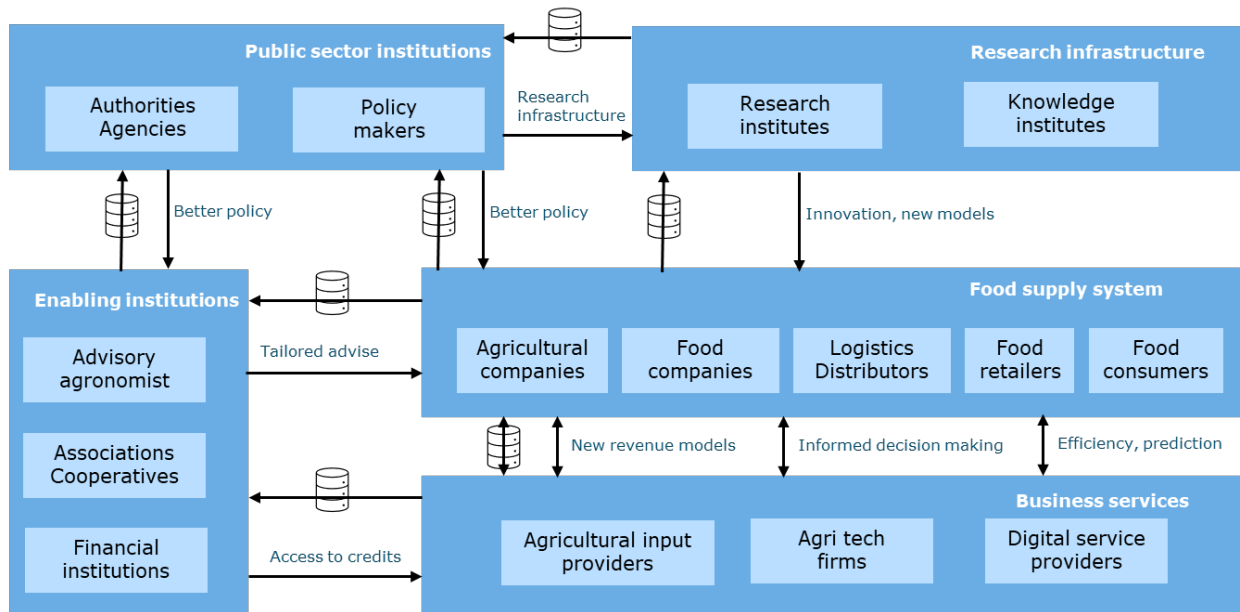 Public sector institutions
Authorities
Agencies
Policy
makers
Research
infrastructure
Research infrastructure
Research
institutes
Knowledge
institutes
Better policy
Better policy
Innovation, new models
Enabling institutions
Advisory
agronomist
Associations
Cooperatives
Financial
institutions
Tailored advise
Access to credits
Food supply system
Agricultural
companies
Food
companies
Logistics
Distributors
Food
retailers
Food
consumers
New revenue models
Informed decision making
Efficiency, prediction
Business services
Agricultural input
providers
Agri tech
firms
Digital service
providers